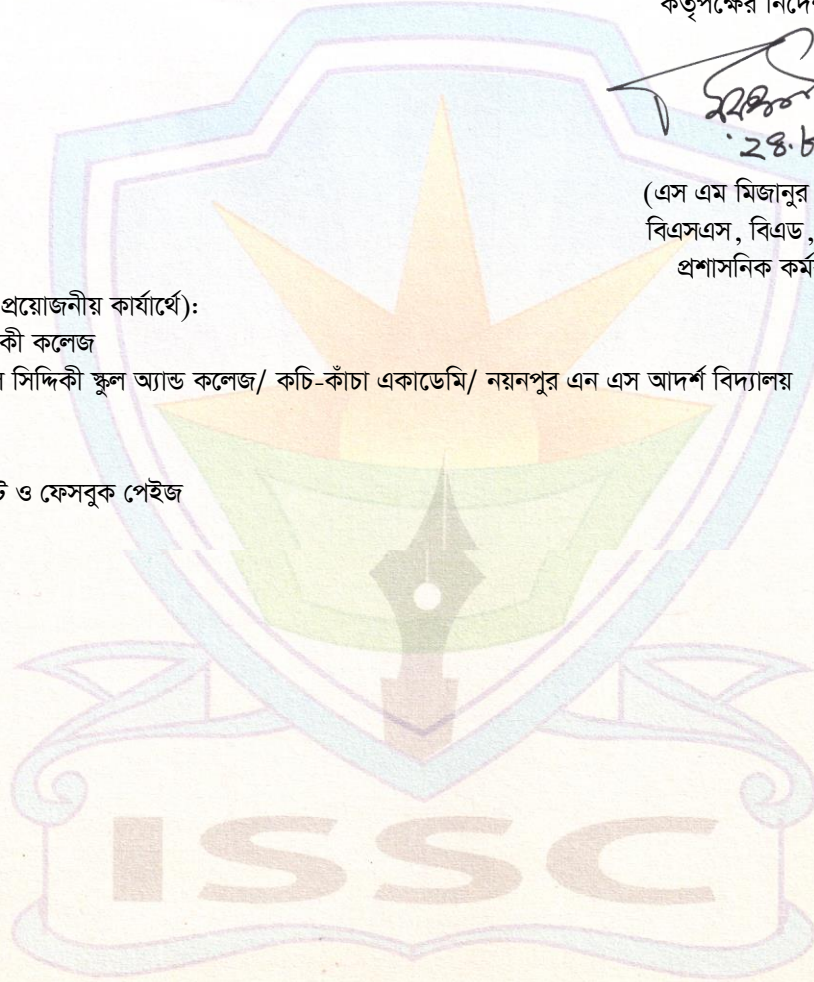 কর্তৃপক্ষের নির্দে
২৪.৮
(এস এম মিজানুর
বিএসএস, বিএড,
প্রশাসনিক কর্ম
প্রয়োজনীয় কার্যার্থে):
কী কলেজ
সিদ্দিকী স্কুল অ্যান্ড কলেজ/ কচি-কাঁচা একাডেমি/ নয়নপুর এন এস আদর্শ বিদ্যালয়
ট ও ফেসবুক পেইজ
ISSC